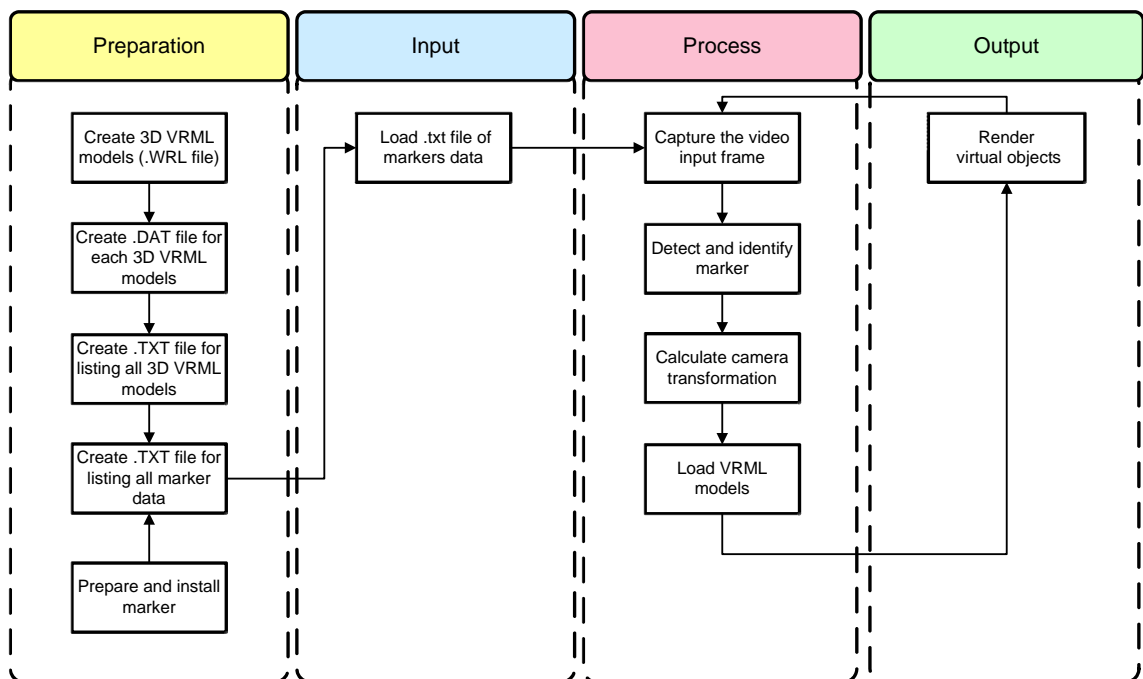 Preparation
Input
Process
Output
Create 3D VRML
models (.WRL file)
Create .DAT file for
each 3D VRML
models
Create .TXT file for
listing all 3D VRML
models
Create .TXT file for
listing all marker
data
Prepare and install
marker
Load .txt file of
markers data
Capture the video
input frame
Detect and identify
marker
Calculate camera
transformation
Load VRML
models
Render
virtual objects